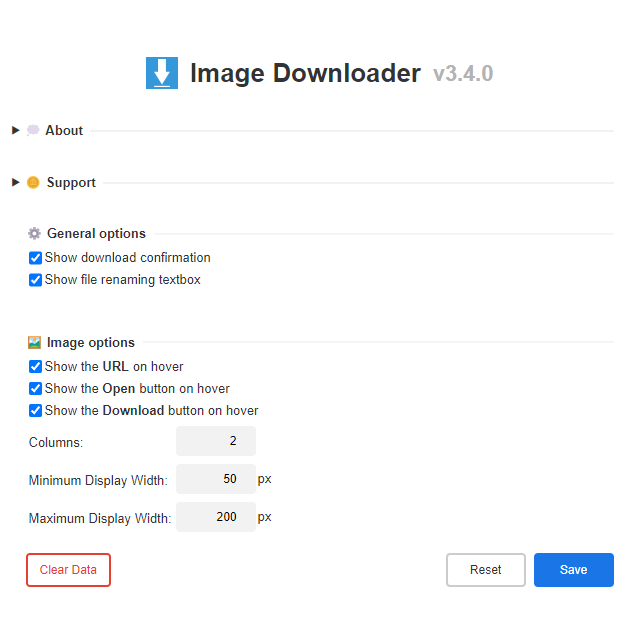 Image Downloader v3.4.0
About
Support
General options
Show download confirmation
Show file renaming textbox
Image options
Show the URL on hover
Show the Open button on hover
Show the Download button on hover
Columns: 2
Minimum Display Width: 50 px
Maximum Display Width: 200 px
Clear Data Reset Save